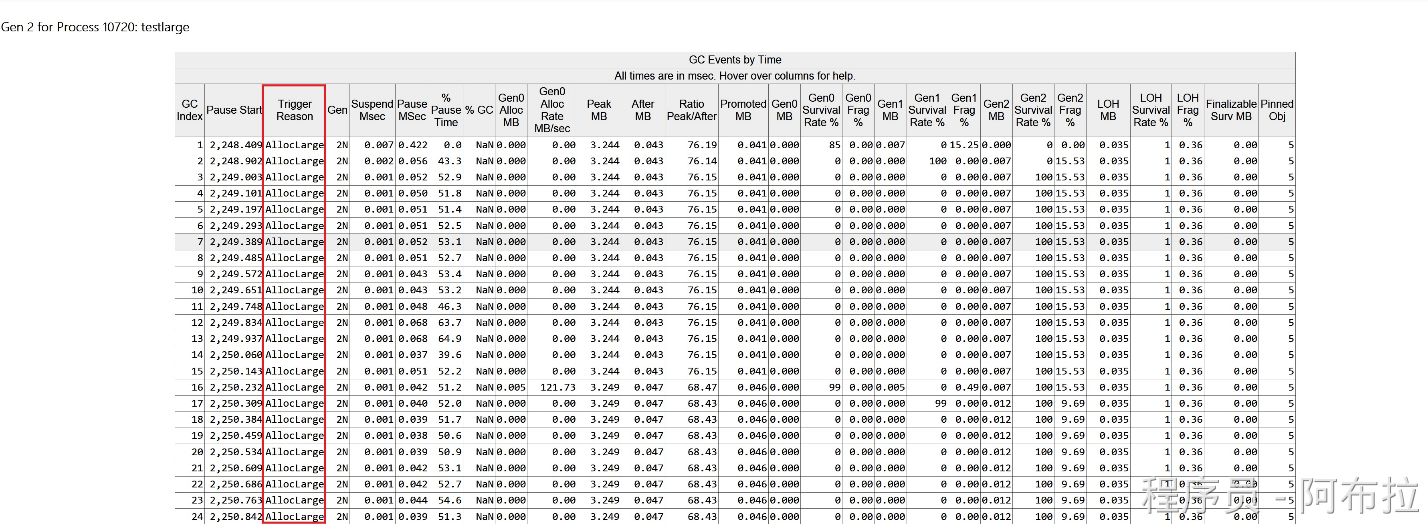 Gen 2 for Process 10720: testlarge
GC Events by Time
All times are in msec. Hover over columns for help.
GC Index Pause Start Trigger Reason Gen Suspend Msec Pause MSec % Pause Time % GC Gen0 Alloc MB Gen0 Alloc Rate MB/sec Peak MB After MB Ratio Peak/After Promoted MB Gen0 MB Gen0 Survival Rate % Gen0 Frag % Gen1 MB Gen1 Survival Rate % Gen1 Frag % Gen2 MB Gen2 Survival Rate % Gen2 Frag % LOH MB LOH Survival Rate % LOH Frag % Finalizable Surv MB Pinned Obj
1 2,248.409 AllocLarge 2N 0.007 0.422 0.0 NaN 0.000 0.00 3.244 0.043 76.19 0.041 0.000 85 0.00 0.007 0 15.25 0.000 0 0.00 0.035 1 0.36 0.00 5
2 2,248.902 AllocLarge 2N 0.002 0.056 43.3 NaN 0.000 0.00 3.244 0.043 76.14 0.041 0.000 0 0.00 0.000 100 0.00 0.007 0 15.53 0.035 1 0.36 0.00 5
3 2,249.003 AllocLarge 2N 0.001 0.052 52.9 NaN 0.000 0.00 3.244 0.043 76.15 0.041 0.000 0 0.00 0.000 0 0.00 0.007 100 15.53 0.035 1 0.36 0.00 5
4 2,249.101 AllocLarge 2N 0.001 0.050 51.8 NaN 0.000 0.00 3.244 0.043 76.15 0.041 0.000 0 0.00 0.000 0 0.00 0.007 100 15.53 0.035 1 0.36 0.00 5
5 2,249.197 AllocLarge 2N 0.001 0.051 51.4 NaN 0.000 0.00 3.244 0.043 76.15 0.041 0.000 0 0.00 0.000 0 0.00 0.007 100 15.53 0.035 1 0.36 0.00 5
6 2,249.293 AllocLarge 2N 0.001 0.051 52.5 NaN 0.000 0.00 3.244 0.043 76.15 0.041 0.000 0 0.00 0.000 0 0.00 0.007 100 15.53 0.035 1 0.36 0.00 5
7 2,249.389 AllocLarge 2N 0.001 0.052 53.1 NaN 0.000 0.00 3.244 0.043 76.15 0.041 0.000 0 0.00 0.000 0 0.00 0.007 100 15.53 0.035 1 0.36 0.00 5
8 2,249.485 AllocLarge 2N 0.001 0.051 52.7 NaN 0.000 0.00 3.244 0.043 76.15 0.041 0.000 0 0.00 0.000 0 0.00 0.007 100 15.53 0.035 1 0.36 0.00 5
9 2,249.572 AllocLarge 2N 0.001 0.043 53.4 NaN 0.000 0.00 3.244 0.043 76.15 0.041 0.000 0 0.00 0.000 0 0.00 0.007 100 15.53 0.035 1 0.36 0.00 5
10 2,249.651 AllocLarge 2N 0.001 0.043 53.2 NaN 0.000 0.00 3.244 0.043 76.15 0.041 0.000 0 0.00 0.000 0 0.00 0.007 100 15.53 0.035 1 0.36 0.00 5
11 2,249.748 AllocLarge 2N 0.001 0.048 46.3 NaN 0.000 0.00 3.244 0.043 76.15 0.041 0.000 0 0.00 0.000 0 0.00 0.007 100 15.53 0.035 1 0.36 0.00 5
12 2,249.834 AllocLarge 2N 0.001 0.068 63.7 NaN 0.000 0.00 3.244 0.043 76.15 0.041 0.000 0 0.00 0.000 0 0.00 0.007 100 15.53 0.035 1 0.36 0.00 5
13 2,249.937 AllocLarge 2N 0.001 0.068 64.9 NaN 0.000 0.00 3.244 0.043 76.15 0.041 0.000 0 0.00 0.000 0 0.00 0.007 100 15.53 0.035 1 0.36 0.00 5
14 2,250.060 AllocLarge 2N 0.001 0.037 39.6 NaN 0.000 0.00 3.244 0.043 76.15 0.041 0.000 0 0.00 0.000 0 0.00 0.007 100 15.53 0.035 1 0.36 0.00 5
15 2,250.143 AllocLarge 2N 0.001 0.051 52.2 NaN 0.000 0.00 3.244 0.043 76.15 0.041 0.000 0 0.00 0.000 0 0.00 0.007 100 15.53 0.035 1 0.36 0.00 5
16 2,250.232 AllocLarge 2N 0.001 0.042 51.2 NaN 0.005 121.73 3.249 0.047 68.47 0.046 0.000 99 0.00 0.005 0 0.49 0.007 100 15.53 0.035 1 0.36 0.00 5
17 2,250.309 AllocLarge 2N 0.001 0.040 52.0 NaN 0.000 0.00 3.249 0.047 68.43 0.046 0.000 0 0.00 0.000 99 0.00 0.012 100 9.69 0.035 1 0.36 0.00 5
18 2,250.384 AllocLarge 2N 0.001 0.039 51.7 NaN 0.000 0.00 3.249 0.047 68.43 0.046 0.000 0 0.00 0.000 0 0.00 0.012 100 9.69 0.035 1 0.36 0.00 5
19 2,250.459 AllocLarge 2N 0.001 0.038 50.6 NaN 0.000 0.00 3.249 0.047 68.43 0.046 0.000 0 0.00 0.000 0 0.00 0.012 100 9.69 0.035 1 0.36 0.00 5
20 2,250.534 AllocLarge 2N 0.001 0.039 50.9 NaN 0.000 0.00 3.249 0.047 68.43 0.046 0.000 0 0.00 0.000 0 0.00 0.012 100 9.69 0.035 1 0.36 0.00 5
21 2,250.609 AllocLarge 2N 0.001 0.042 53.1 NaN 0.000 0.00 3.249 0.047 68.43 0.046 0.000 0 0.00 0.000 0 0.00 0.012 100 9.69 0.035 1 0.36 0.00 5
22 2,250.686 AllocLarge 2N 0.001 0.042 52.7 NaN 0.000 0.00 3.249 0.047 68.43 0.046 0.000 0 0.00 0.000 0 0.00 0.012 100 9.69 0.035 1 0.36 0.00 5
23 2,250.763 AllocLarge 2N 0.001 0.044 54.6 NaN 0.000 0.00 3.249 0.047 68.43 0.046 0.000 0 0.00 0.000 0 0.00 0.012 100 9.69 0.035 1 0.36 0.00 5
24 2,250.842 AllocLarge 2N 0.001 0.039 51.3 NaN 0.000 0.00 3.249 0.047 68.43 0.046 0.000 0 0.00 0.000 0 0.00 0.012 100 9.69 0.035 1 0.36 0.00 5
程序员 - 阿布拉